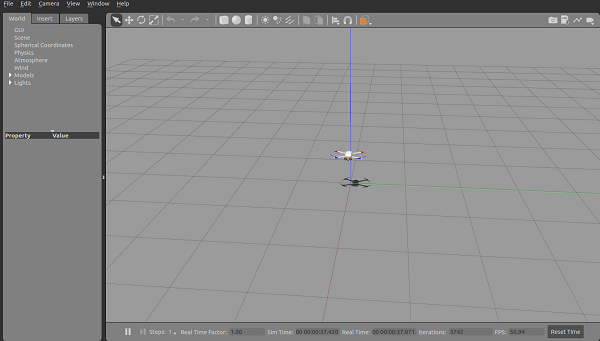 File Edit Camera View Window Help
World Insert Layers
GUI
Scene
Spherical Coordinates
Physics
Atmosphere
Wind
Models
Lights
Property Value
Steps: 1 Real Time Factor: 1.00 Sim Time: 00 00:00:37.420 Real Time: 00 00:00:37.871 Iterations: 3742 FPS: 50.94 Reset Time